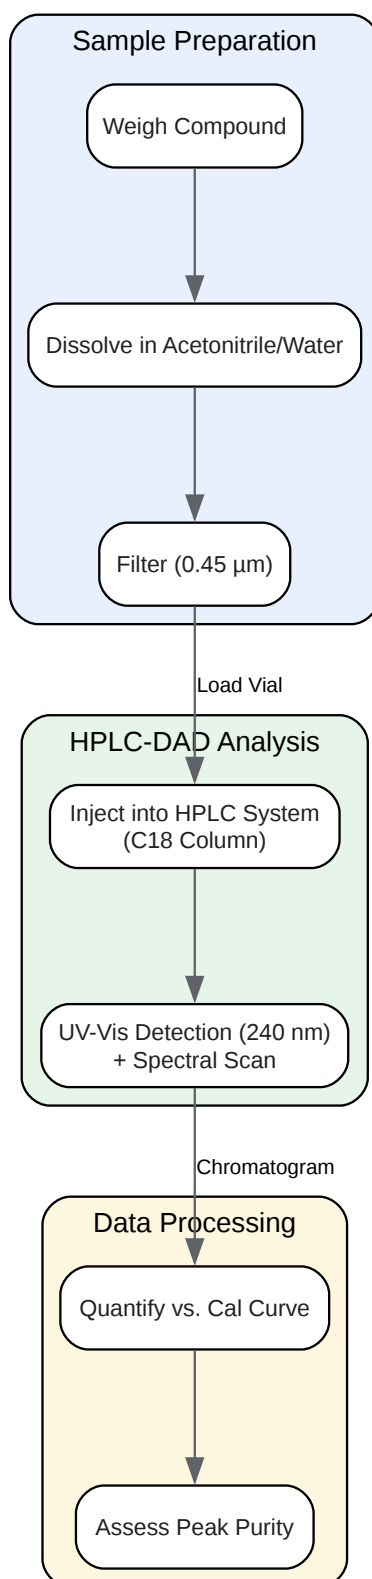 Sample Preparation
Weigh Compound
Dissolve in Acetonitrile/Water
Filter (0.45 µm)
Load Vial
HPLC-DAD Analysis
Inject into HPLC System
(C18 Column)
UV-Vis Detection (240 nm)
+ Spectral Scan
Chromatogram
Data Processing
Quantify vs. Cal Curve
Assess Peak Purity